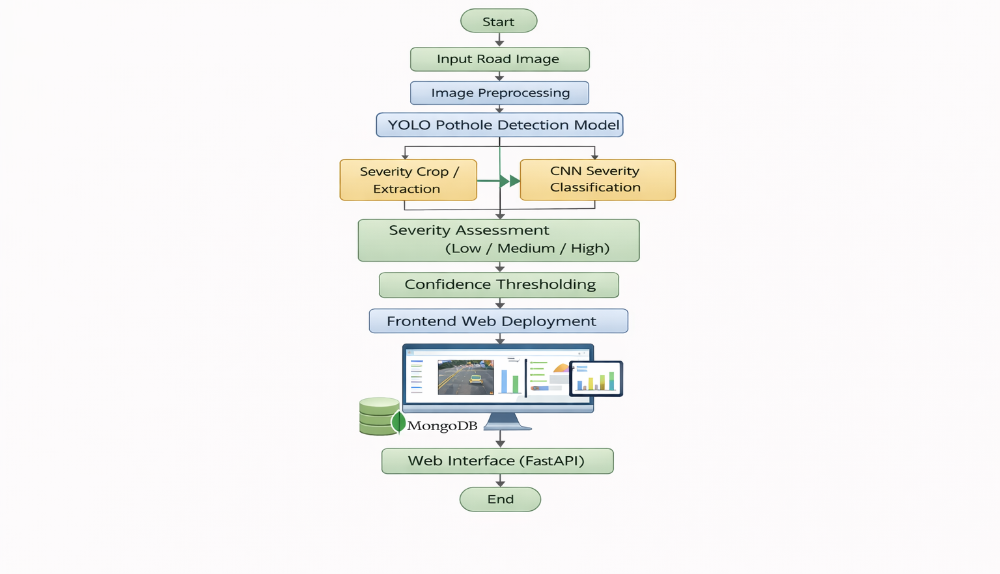 Start
Input Road Image
Image Preprocessing
YOLO Pothole Detection Model
Severity Crop /
Extraction
CNN Severity
Classification
Severity Assessment
(Low / Medium / High)
Confidence Thresholding
Frontend Web Deployment
MongoDB
Web Interface (FastAPI)
End